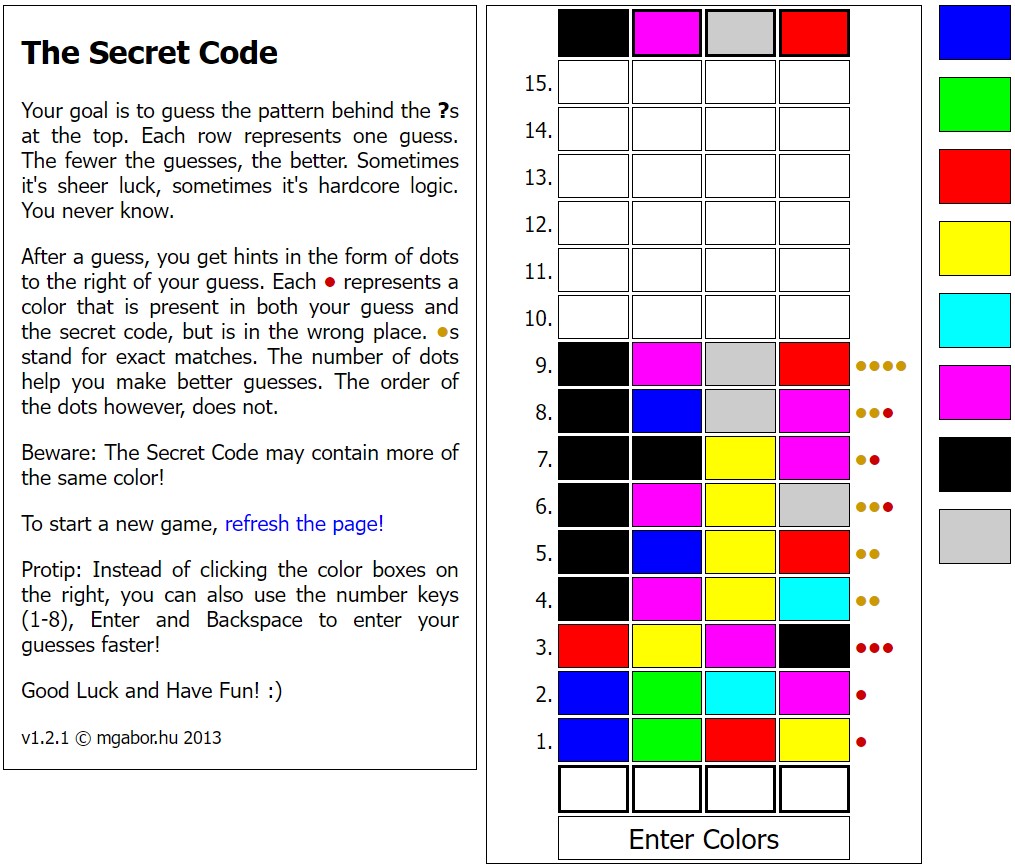 The Secret Code
Your goal is to guess the pattern behind the ?s
at the top. Each row represents one guess.
The fewer the guesses, the better. Sometimes
it's sheer luck, sometimes it's hardcore logic.
You never know.
After a guess, you get hints in the form of dots
to the right of your guess. Each ● represents a
color that is present in both your guess and
the secret code, but is in the wrong place. ●s
stand for exact matches. The number of dots
help you make better guesses. The order of
the dots however, does not.
Beware: The Secret Code may contain more of
the same color!
To start a new game, refresh the page!
Protip: Instead of clicking the color boxes on
the right, you can also use the number keys
(1-8), Enter and Backspace to enter your
guesses faster!
Good Luck and Have Fun! :)
v1.2.1 © mgabor.hu 2013
15.
14.
13.
12.
11.
10.
9.
8.
7.
6.
5.
4.
3.
2.
1.
Enter Colors